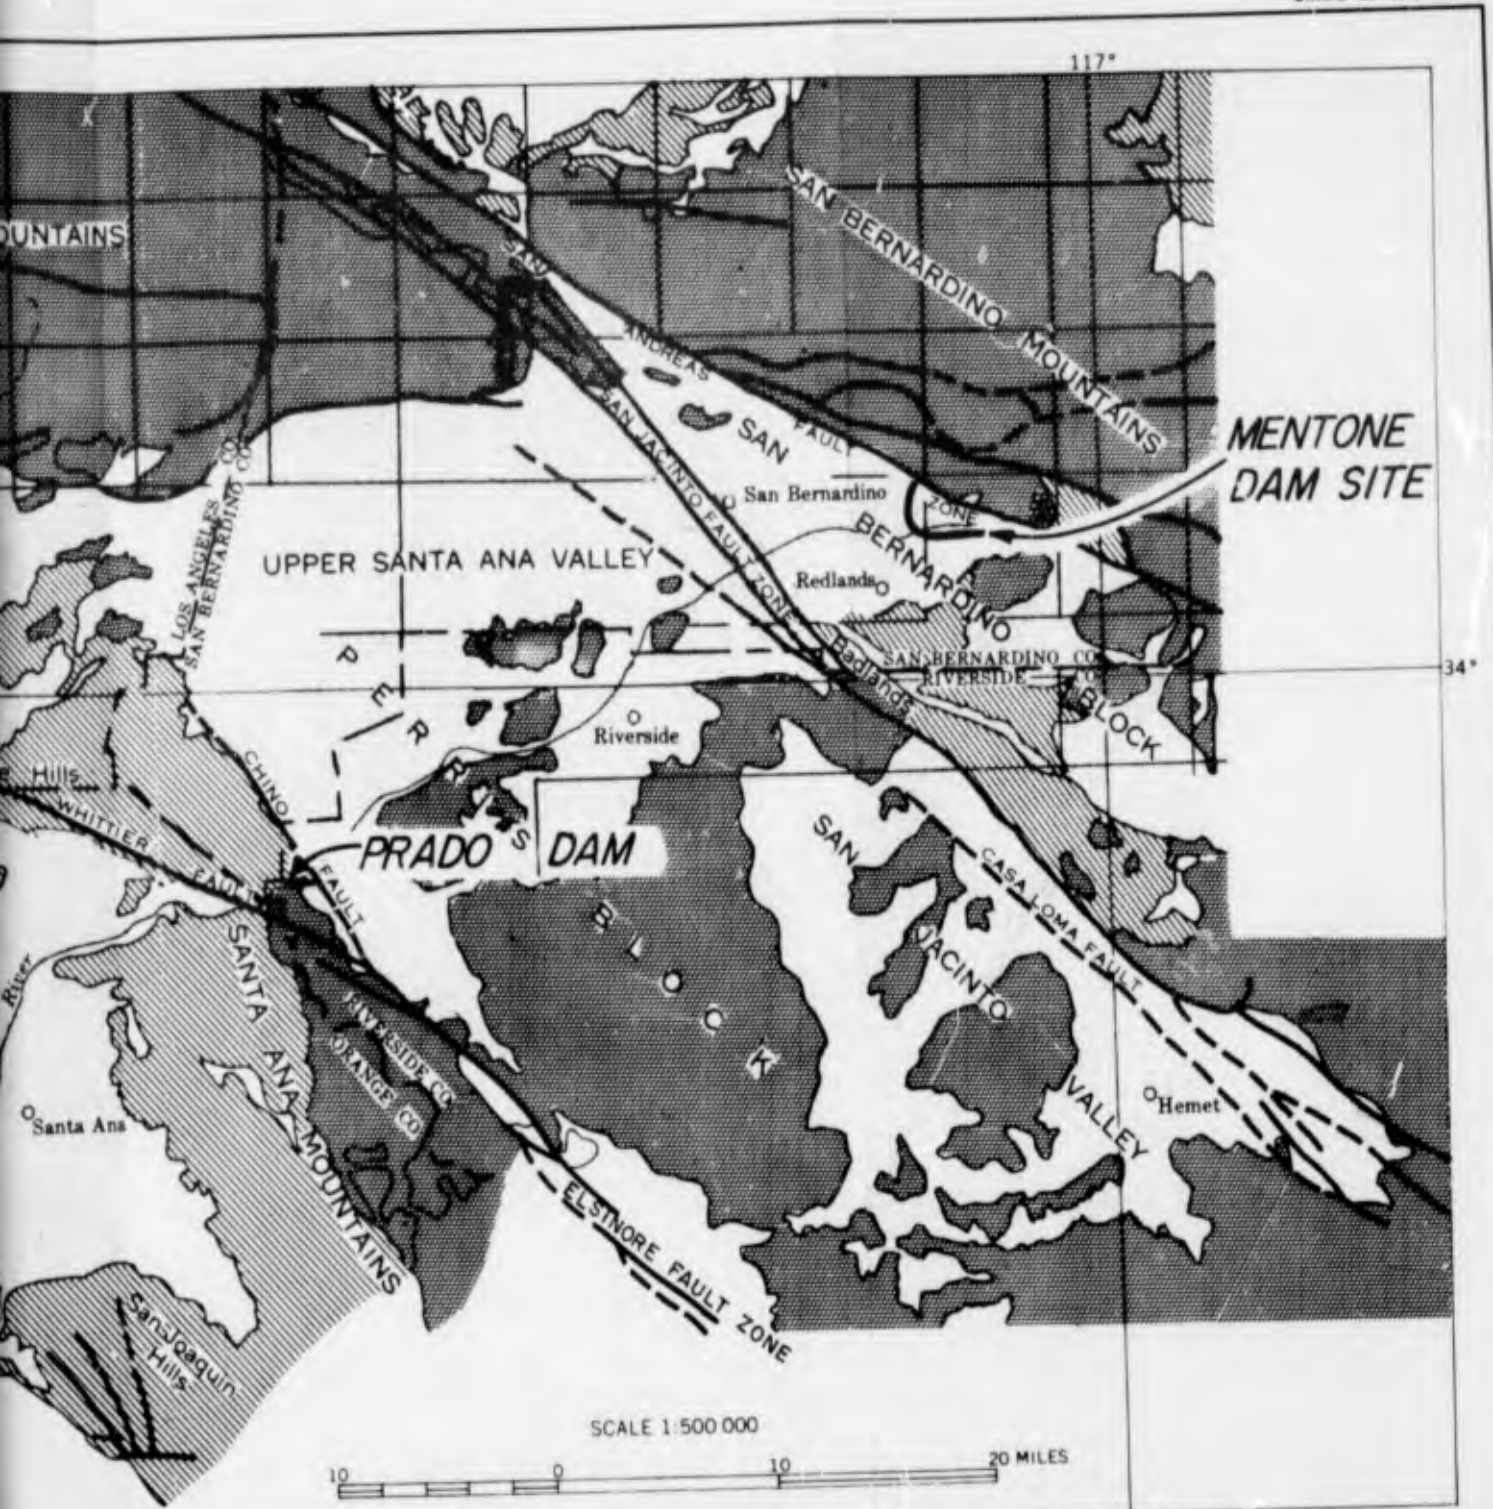 117°
OUNTAINS
SAN BERNARDINO MOUNTAINS
SAN ANDREAS FAULT ZONE
SAN JACINTO FAULT ZONE
SAN BERNARDINO BLOCK
MENTONE
DAM SITE
San Bernardino
LOS ANGELES CO
SAN BERNARDINO CO
UPPER SANTA ANA VALLEY
Redlands
Badlands
SAN BERNARDINO CO
RIVERSIDE CO
34°
PERRIS BLOCK
Riverside
Hills
CHINO FAULT
WHITTIER FAULT
PRADO DAM
SAN JACINTO VALLEY
CASA LOMA FAULT
SANTA ANA MOUNTAINS
River
RIVERSIDE CO.
ORANGE CO
Santa Ana
Hemet
ELSINORE FAULT ZONE
San Joaquin
Hills
SCALE 1:500 000
10 0 10 20 MILES